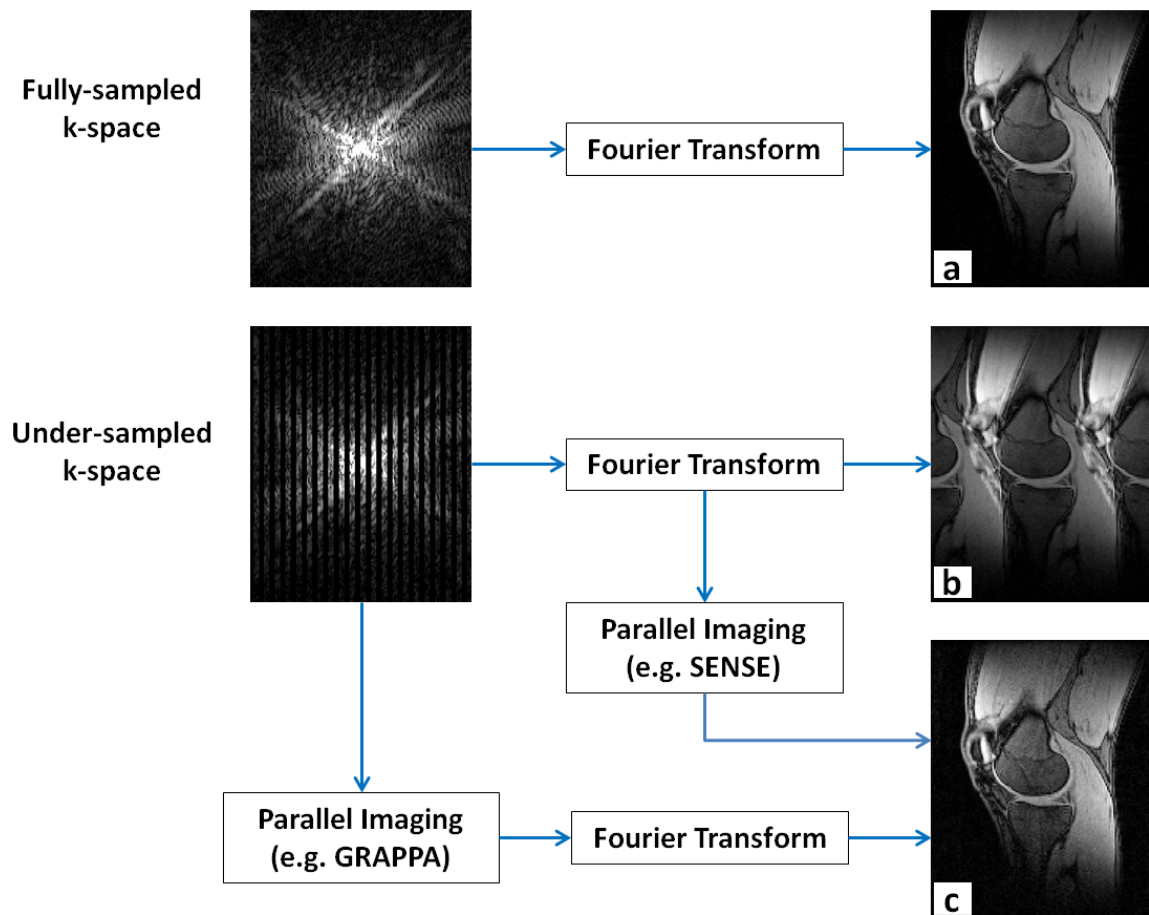 Fully-sampled
k-space
Fourier Transform
a
Under-sampled
k-space
Fourier Transform
b
Parallel Imaging
(e.g. SENSE)
Parallel Imaging
(e.g. GRAPPA)
Fourier Transform
c